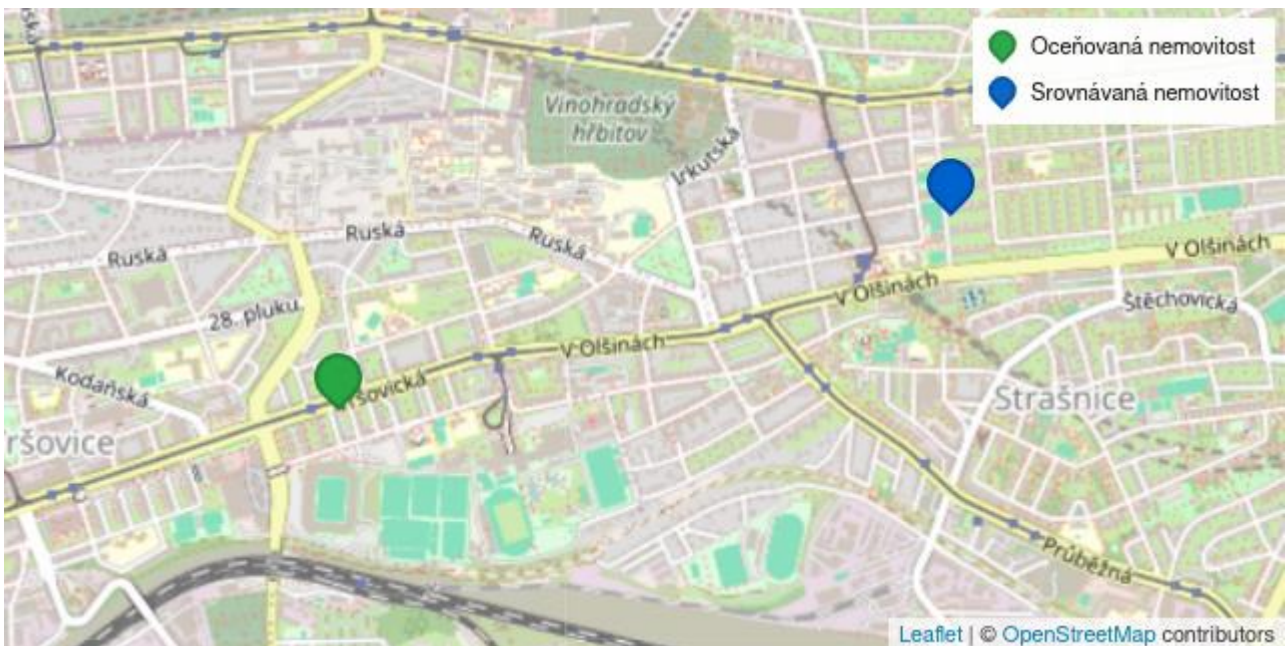 Oceňovaná nemovitost
Srovnávaná nemovitost
Vinohradský
hřbitov
Irkutská
Ruská
Ruská
Ruská
V Olšinách
V Olšinách
Štěchovická
28. pluku
V Olšinách
Kodaňská
ršovická
Strašnice
ršovice
Průběžná
Leaflet | © OpenStreetMap contributors